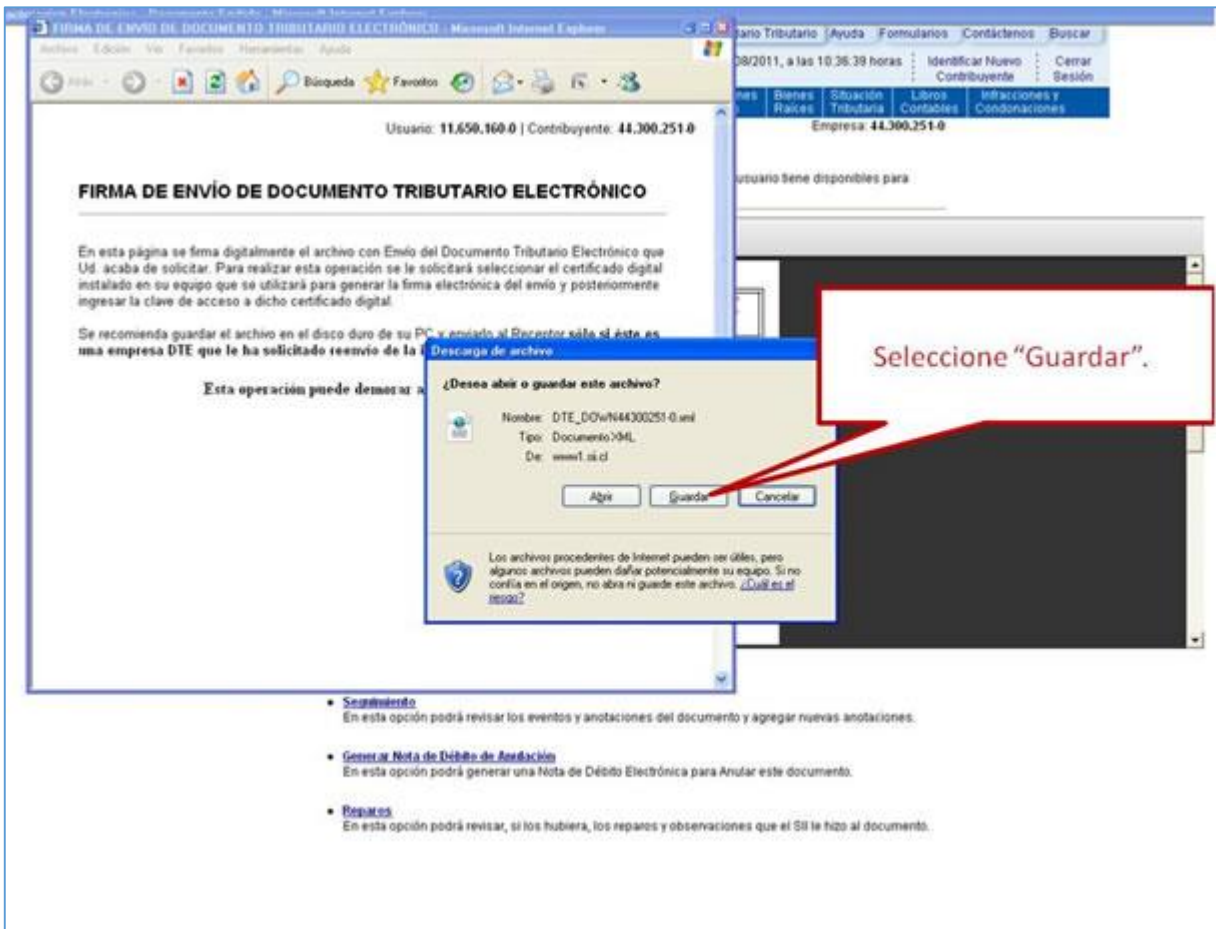 FIRMA DE ENVÍO DE DOCUMENTO TRIBUTARIO ELECTRÓNICO - Microsoft Internet Explorer
Archivo Edición Ver Favoritos Herramientas Ayuda
Atrás Búsqueda Favoritos
Tributario Ayuda Formularios Contáctenos Buscar
08/2011, a las 10:36:39 horas Identificar Nuevo Contribuyente Cerrar Sesión
Bienes Raíces Situación Tributaria Libros Contables Infracciones y Condonaciones
Empresa: 44.300.251-0
usuario tiene disponibles para
Usuario: 11.650.160-0 | Contribuyente: 44.300.251-0
FIRMA DE ENVÍO DE DOCUMENTO TRIBUTARIO ELECTRÓNICO
En esta página se firma digitalmente el archivo con Envío del Documento Tributario Electrónico que
Ud. acaba de solicitar. Para realizar esta operación se le solicitará seleccionar el certificado digital
instalado en su equipo que se utilizará para generar la firma electrónica del envío y posteriormente
ingresar la clave de acceso a dicho certificado digital.
Se recomienda guardar el archivo en el disco duro de su PC y enviarlo al Receptor sólo si éste es
una empresa DTE que le ha solicitado reenvío de la
Esta operación puede demorar a
Descarga de archivo
¿Desea abrir o guardar este archivo?
Nombre: DTE_DOWN44300251-0.xml
Tipo: Documento XML
De: www1.sii.cl
Abrir Guardar Cancelar
Los archivos procedentes de Internet pueden ser útiles, pero
algunos archivos pueden dañar potencialmente su equipo. Si no
confía en el origen, no abra ni guarde este archivo. ¿Cuál es el
riesgo?
Seleccione “Guardar”.
Seguimiento
En esta opción podrá revisar los eventos y anotaciones del documento y agregar nuevas anotaciones.
Generar Nota de Débito de Anulación
En esta opción podrá generar una Nota de Débito Electrónica para Anular este documento.
Reparos
En esta opción podrá revisar, si los hubiera, los reparos y observaciones que el SII le hizo al documento.